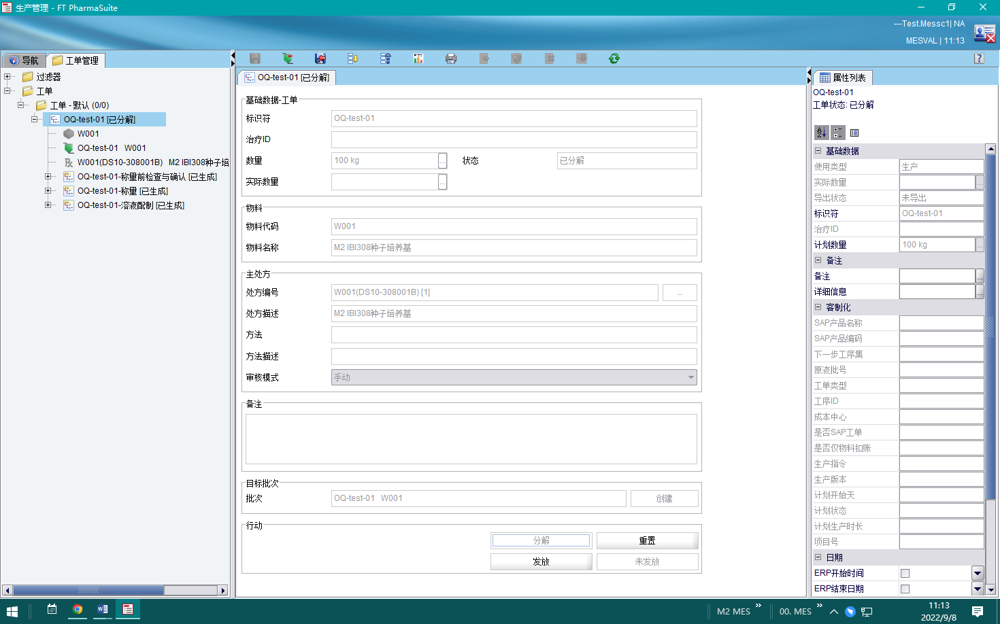 生产管理 - FT PharmaSuite
---Test.Messc1| NA
MESVAL | 11:13
导航
工单管理
过滤器
工单
工单 - 默认 (0/0)
OQ-test-01 [已分解]
W001
OQ-test-01 W001
W001(DS10-308001B) M2 IBI308种子培
OQ-test-01-称量前检查与确认 [已生成]
OQ-test-01-称量 [已生成]
OQ-test-01-溶液配制 [已生成]
OQ-test-01 [已分解]
基础数据-工单
标识符 OQ-test-01
治疗ID
数量 100 kg ... 状态 已分解
实际数量 ...
物料
物料代码 W001
物料名称 M2 IBI308种子培养基
主处方
处方编号 W001(DS10-308001B) [1] ...
处方描述 M2 IBI308种子培养基
方法
方法描述
审核模式 手动
备注
目标批次
批次 OQ-test-01 W001 创建
行动
分解 重置
发放 未发放
属性列表
OQ-test-01
工单状态: 已分解
基础数据
使用类型 生产
实际数量 ...
导出状态 未导出
标识符 OQ-test-01
治疗ID
计划数量 100 kg ...
备注
备注 ...
详细信息 ...
客制化
SAP产品名称
SAP产品编码
下一步工序集
原液批号
工单类型
工序ID
成本中心
是否SAP工单
是否仅物料扣账
生产指令
生产版本
计划开始天
计划状态
计划生产时长
项目号
日期
ERP开始时间
ERP结束日期
M2 MES
00. MES
11:13
2022/9/8